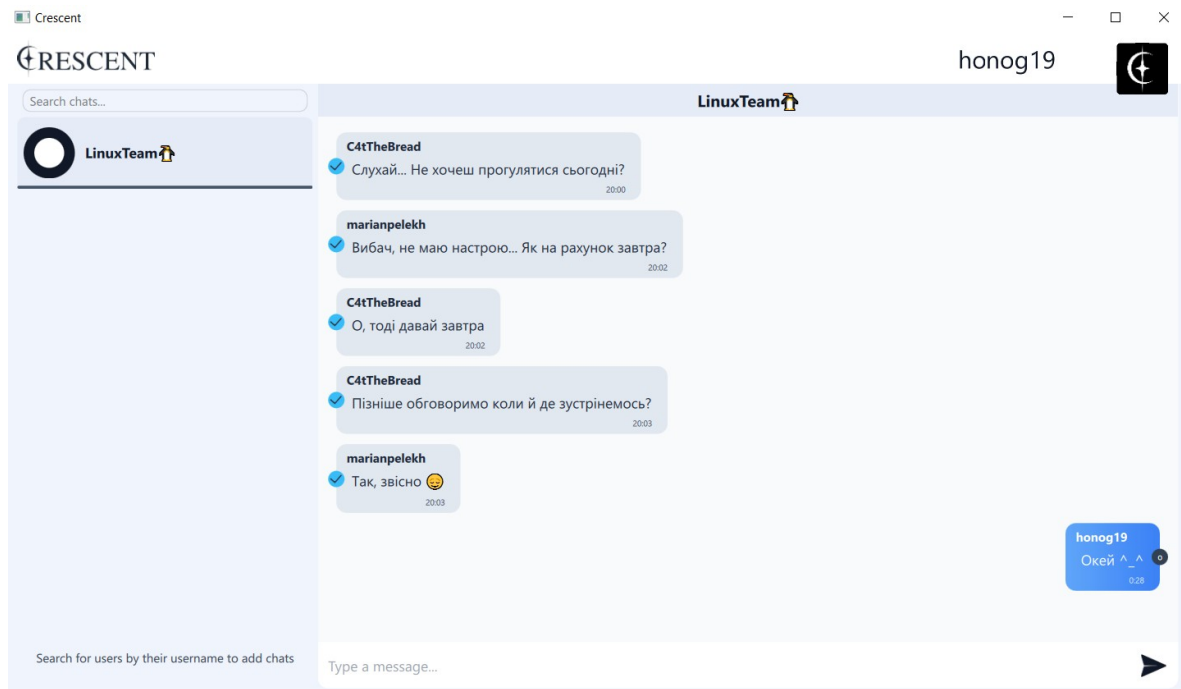 Crescent
CRESCENT
honog19
Search chats...
LinuxTeam🐧
LinuxTeam🐧
C4tTheBread
Слухай... Не хочеш прогулятися сьогодні?
20:00
marianpelekh
Вибач, не маю настрою... Як на рахунок завтра?
20:02
C4tTheBread
О, тоді давай завтра
20:02
C4tTheBread
Пізніше обговоримо коли й де зустрінемось?
20:03
marianpelekh
Так, звісно 😄
20:03
honog19
Окей ^_^
0:28
Search for users by their username to add chats
Type a message...